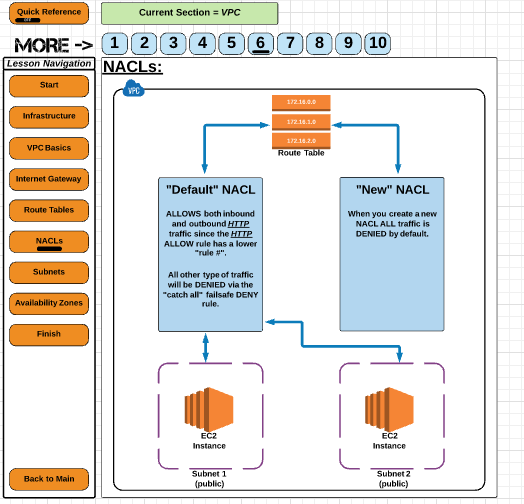 Quick Reference
OFF
Current Section = VPC
MORE ->
1 2 3 4 5 6 7 8 9 10
Lesson Navigation
Start
Infrastructure
VPC Basics
Internet Gateway
Route Tables
NACLs
Subnets
Availability Zones
Finish
Back to Main
NACLs:
VPC
172.16.0.0
172.16.1.0
172.16.2.0
Route Table
"Default" NACL
ALLOWS both inbound
and outbound HTTP
traffic since the HTTP
ALLOW rule has a lower
"rule #".
All other type of traffic
will be DENIED via the
"catch all" failsafe DENY
rule.
"New" NACL
When you create a new
NACL ALL traffic is
DENIED by default.
EC2
Instance
Subnet 1
(public)
EC2
Instance
Subnet 2
(public)